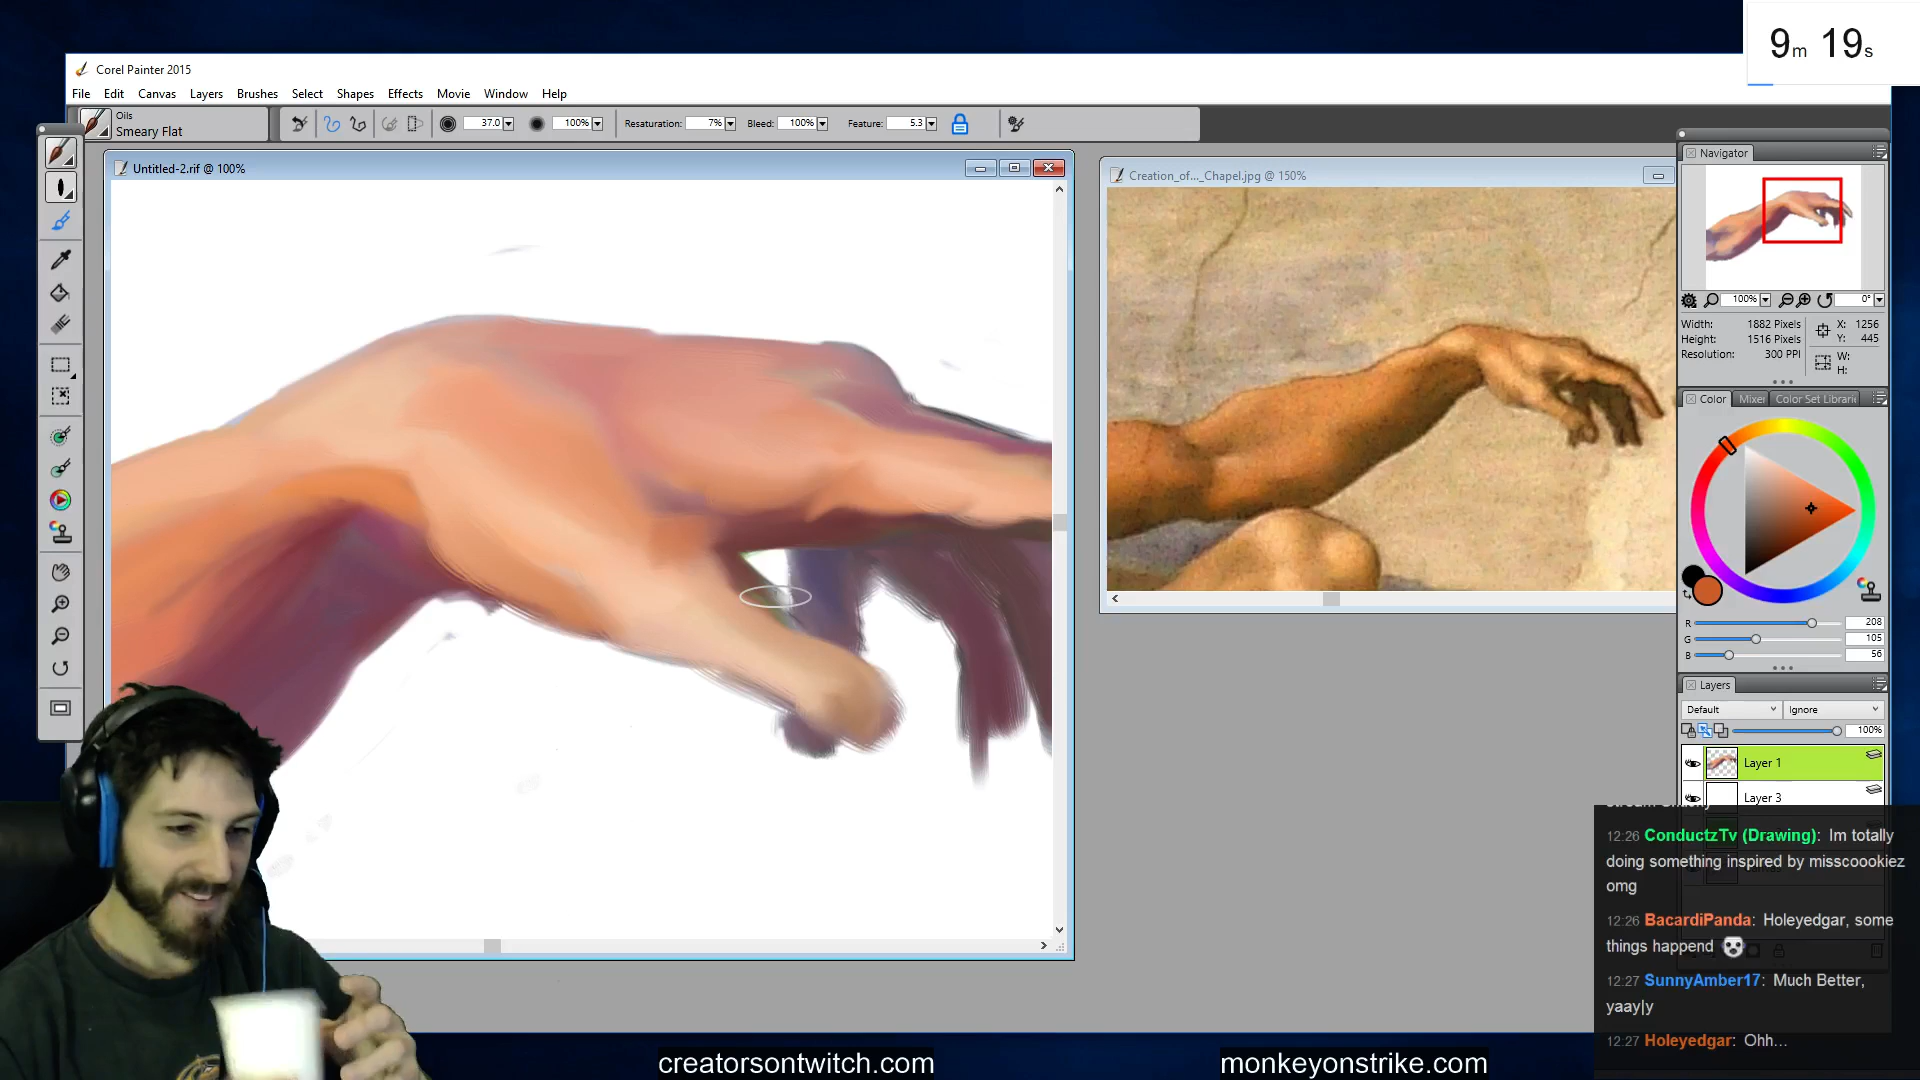 9m 19s
Corel Painter 2015
File Edit Canvas Layers Brushes Select Shapes Effects Movie Window Help
Oils
Smeary Flat
37.0 100% Resaturation: 7% Bleed: 100% Feature: 5.3
Untitled-2.rif @ 100%
Creation_of..._Chapel.jpg @ 150%
Navigator
100% 0°
Width: 1882 Pixels X: 1256
Height: 1516 Pixels Y: 445
Resolution: 300 PPI W:
H:
Color Mixer Color Set Librari
R 208
G 105
B 56
Layers
Default Ignore
100%
Layer 1
Layer 3
12:26 ConductzTv (Drawing): Im totally
doing something inspired by misscoookiez
omg
12:26 BacardiPanda: Holeyedgar, some
things happend
12:27 SunnyAmber17: Much Better,
yaay|y
12:27 Holeyedgar: Ohh...
creatorsontwitch.com
monkeyonstrike.com